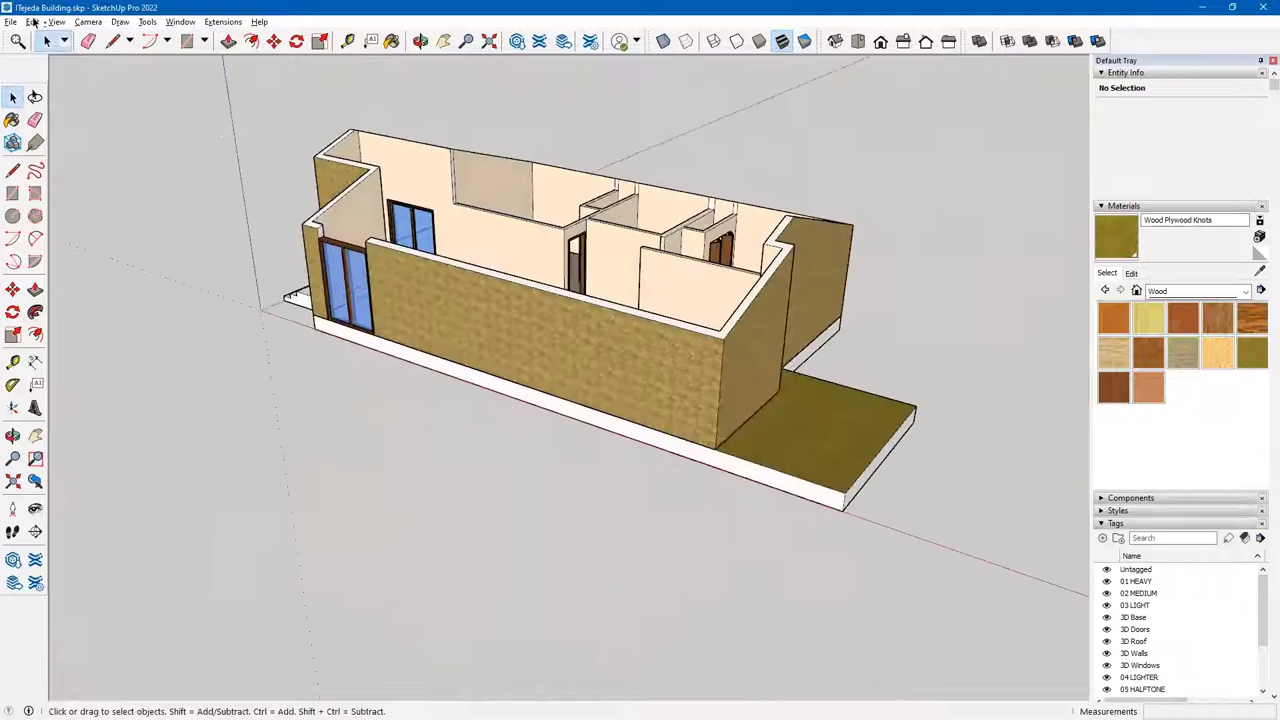 ITejeda Building.skp - SketchUp Pro 2022
File Edit View Camera Draw Tools Window Extensions Help
Default Tray
Entity Info
No Selection
Materials
Wood Plywood Knots
Select Edit
Wood
Components
Styles
Tags
Search
Name
Untagged
01 HEAVY
02 MEDIUM
03 LIGHT
3D Base
3D Doors
3D Roof
3D Walls
3D Windows
04 LIGHTER
05 HALFTONE
Click or drag to select objects. Shift = Add/Subtract. Ctrl = Add. Shift + Ctrl = Subtract.
Measurements